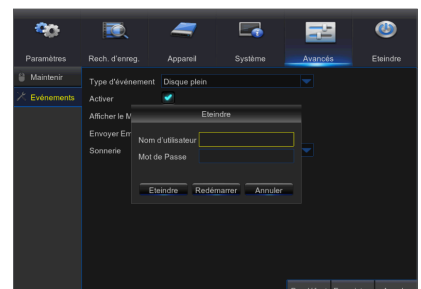 Paramètres Rech. d'enreg. Appareil Système Avancés Eteindre
Maintenir
Evénements
Type d'événement Disque plein
Activer
Afficher le M
Envoyer Em
Sonnerie
Eteindre
Nom d'utilisateur
Mot de Passe
Eteindre Redémarrer Annuler